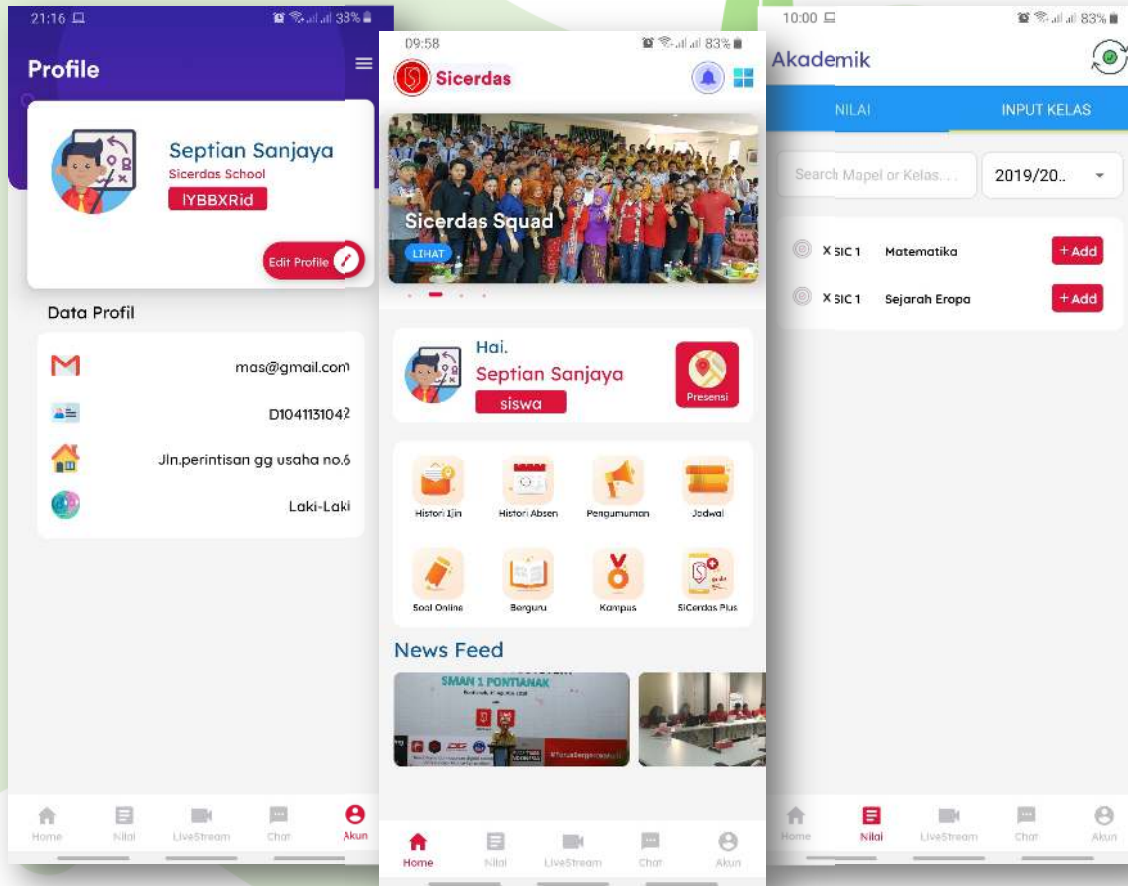 21:16
33%
Profile
Septian Sanjaya
Sicerdas School
lYBBXRid
Edit Profile
Data Profil
mas@gmail.com
D1041131042
Jln.perintisan gg usaha no.6
Laki-Laki
Home
Nilai
LiveStream
Chat
Akun
09:58
83%
Sicerdas
Sicerdas Squad
LIHAT
Hai.
Septian Sanjaya
siswa
Presensi
Histori Ijin
Histori Absen
Pengumuman
Jadwal
Soal Online
Berguru
Kampus
SiCerdas Plus
News Feed
SMAN 1 PONTIANAK
Home
Nilai
LiveStream
Chat
Akun
10:00
83%
Akademik
NILAI
INPUT KELAS
Search Mapel or Kelas. . .
2019/20..
X SIC 1 Matematika +Add
X SIC 1 Sejarah Eropa +Add
Home
Nilai
LiveStream
Chat
Akun